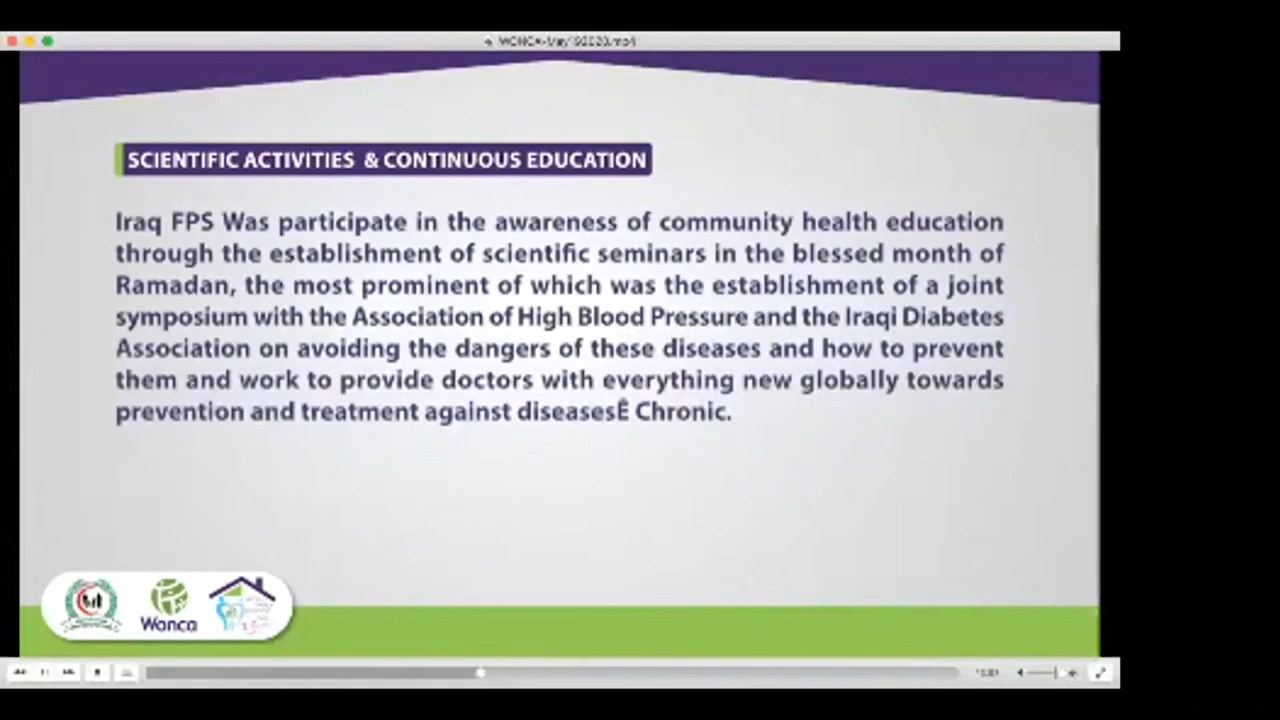 WONCA-May192020.mp4
SCIENTIFIC ACTIVITIES & CONTINUOUS EDUCATION
Iraq FPS Was participate in the awareness of community health education
through the establishment of scientific seminars in the blessed month of
Ramadan, the most prominent of which was the establishment of a joint
symposium with the Association of High Blood Pressure and the Iraqi Diabetes
Association on avoiding the dangers of these diseases and how to prevent
them and work to provide doctors with everything new globally towards
prevention and treatment against diseasesÊ Chronic.
Wonca